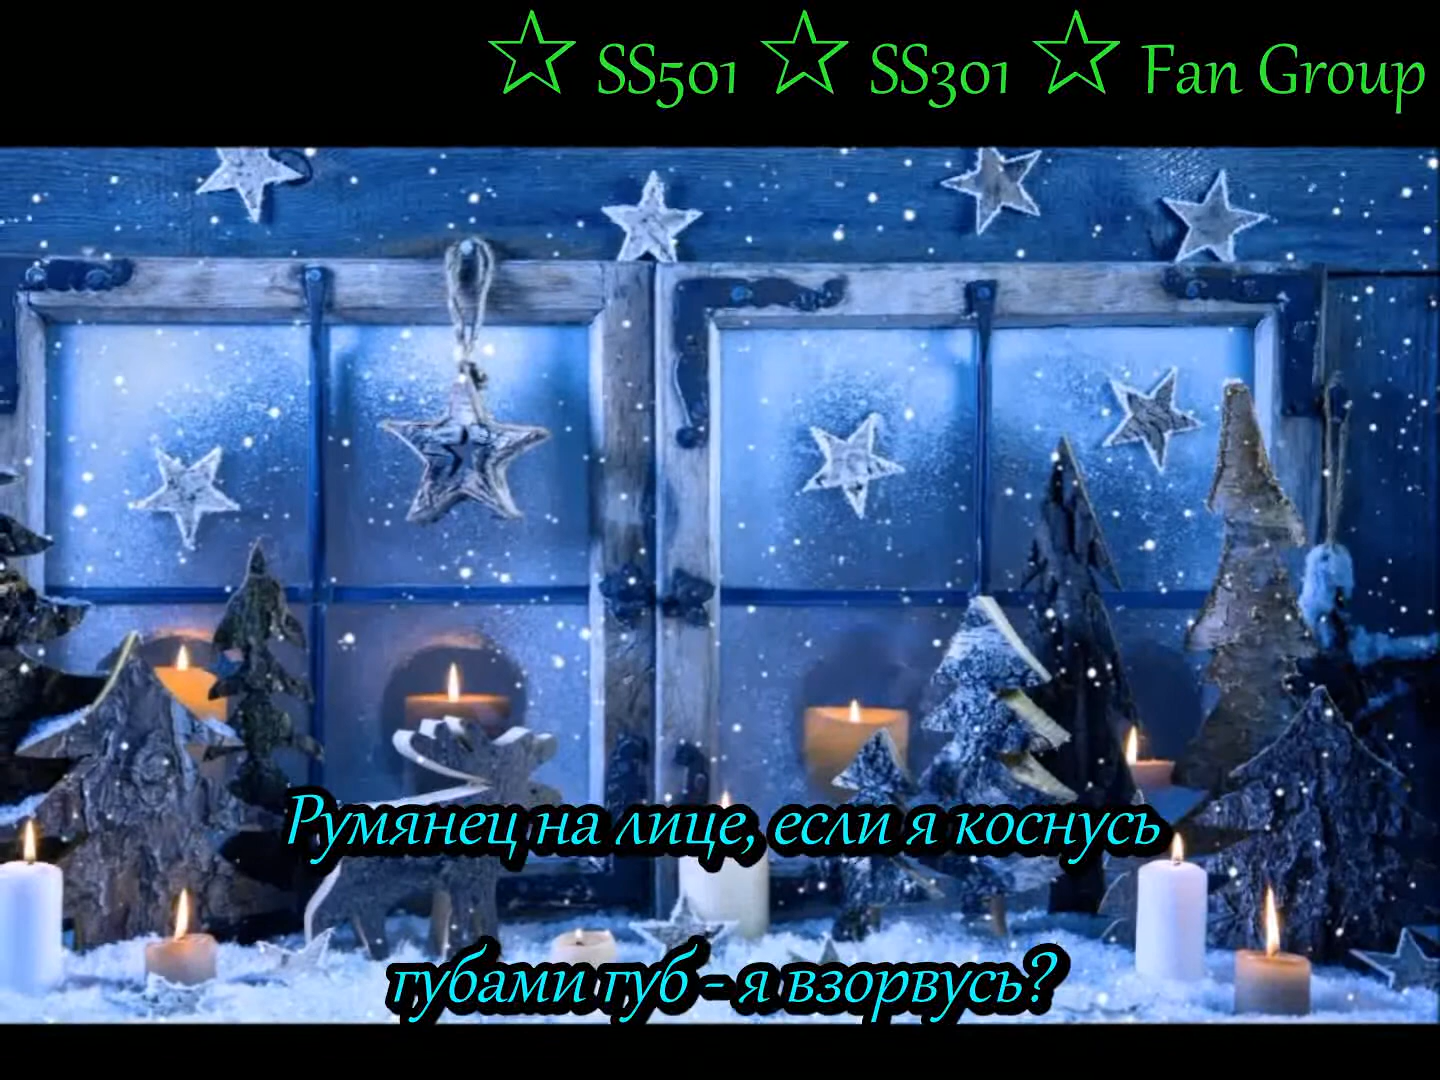 ☆ SS501 ☆ SS301 ☆ Fan Group
Румянец на лице, если я коснусь
губами губ - я взорвусь?